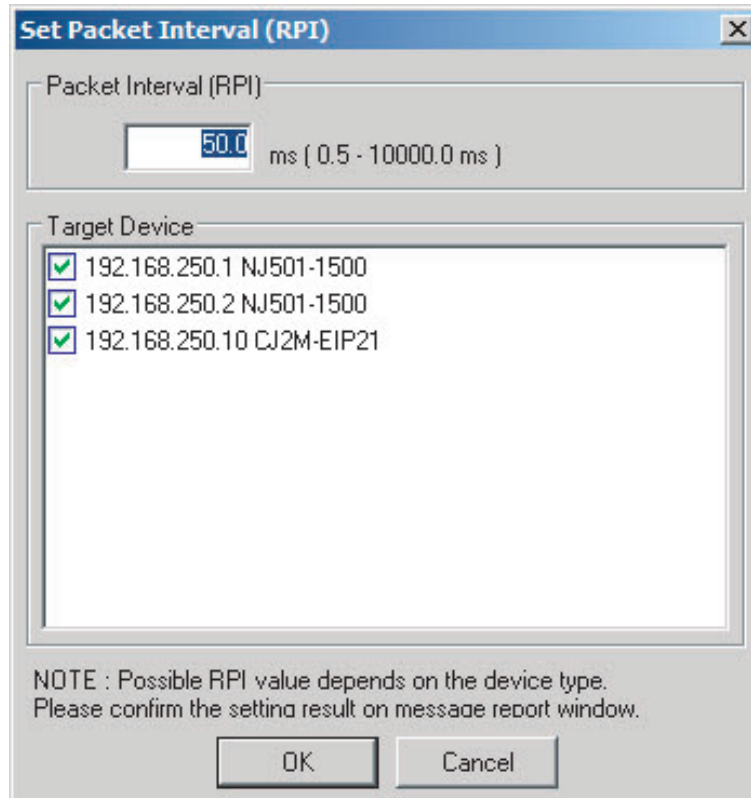 Set Packet Interval (RPI)
Packet Interval (RPI)
50.0 ms ( 0.5 - 10000.0 ms )
Target Device
192.168.250.1 NJ501-1500
192.168.250.2 NJ501-1500
192.168.250.10 CJ2M-EIP21
NOTE : Possible RPI value depends on the device type.
Please confirm the setting result on message report window.
OK Cancel